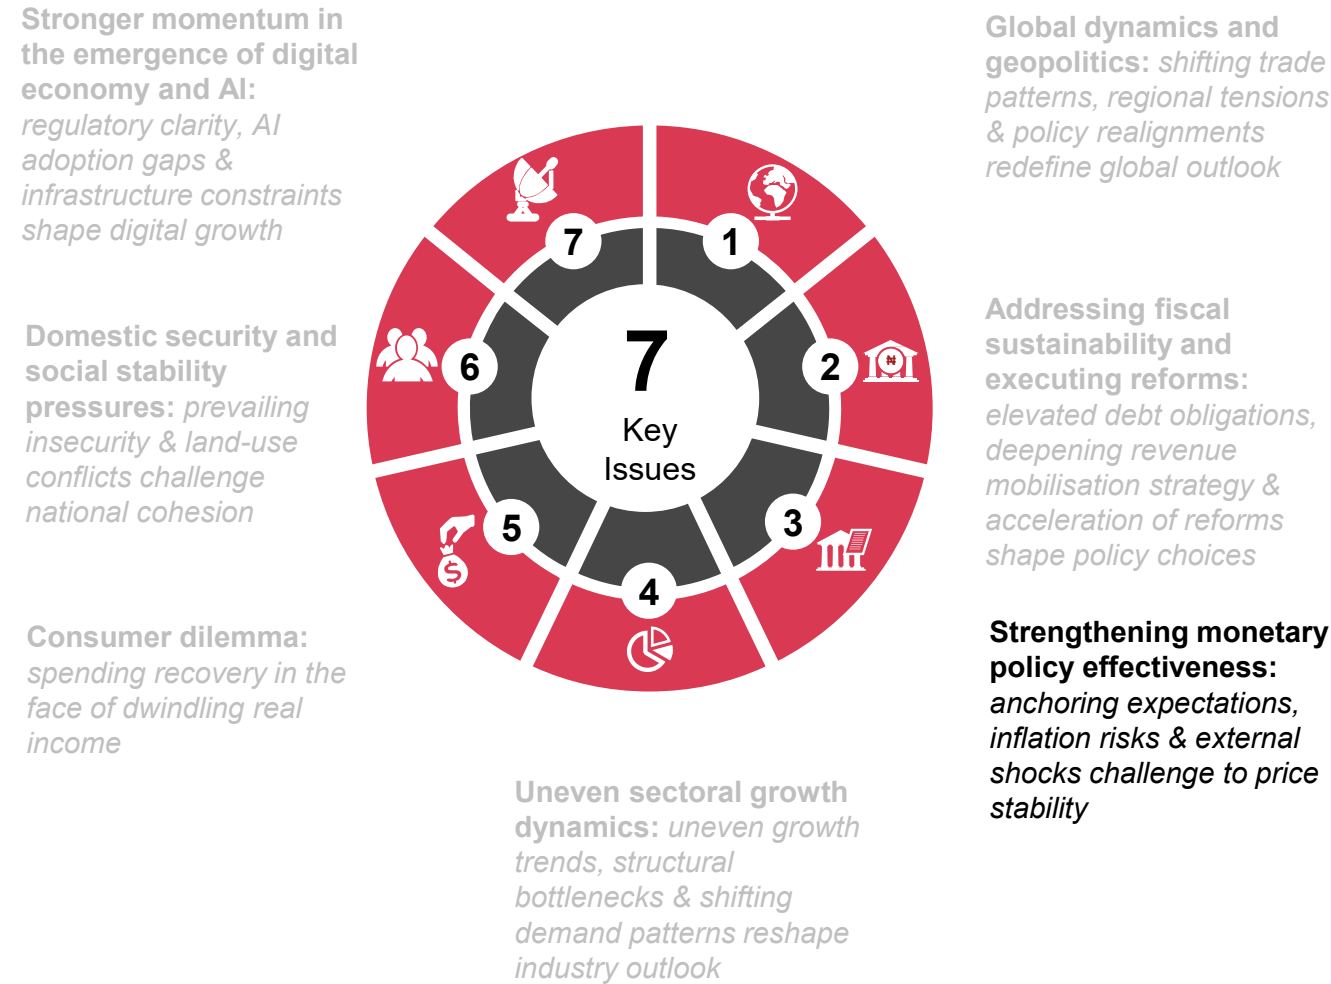 Stronger momentum in
the emergence of digital
economy and AI:
regulatory clarity, AI
adoption gaps &
infrastructure constraints
shape digital growth
Global dynamics and
geopolitics: shifting trade
patterns, regional tensions
& policy realignments
redefine global outlook
7
1
Domestic security and
social stability
pressures: prevailing
insecurity & land-use
conflicts challenge
national cohesion
6
7
Key
Issues
2
₦
Addressing fiscal
sustainability and
executing reforms:
elevated debt obligations,
deepening revenue
mobilisation strategy &
acceleration of reforms
shape policy choices
5
$
3
4
Consumer dilemma:
spending recovery in the
face of dwindling real
income
Strengthening monetary
policy effectiveness:
anchoring expectations,
inflation risks & external
shocks challenge to price
stability
Uneven sectoral growth
dynamics: uneven growth
trends, structural
bottlenecks & shifting
demand patterns reshape
industry outlook